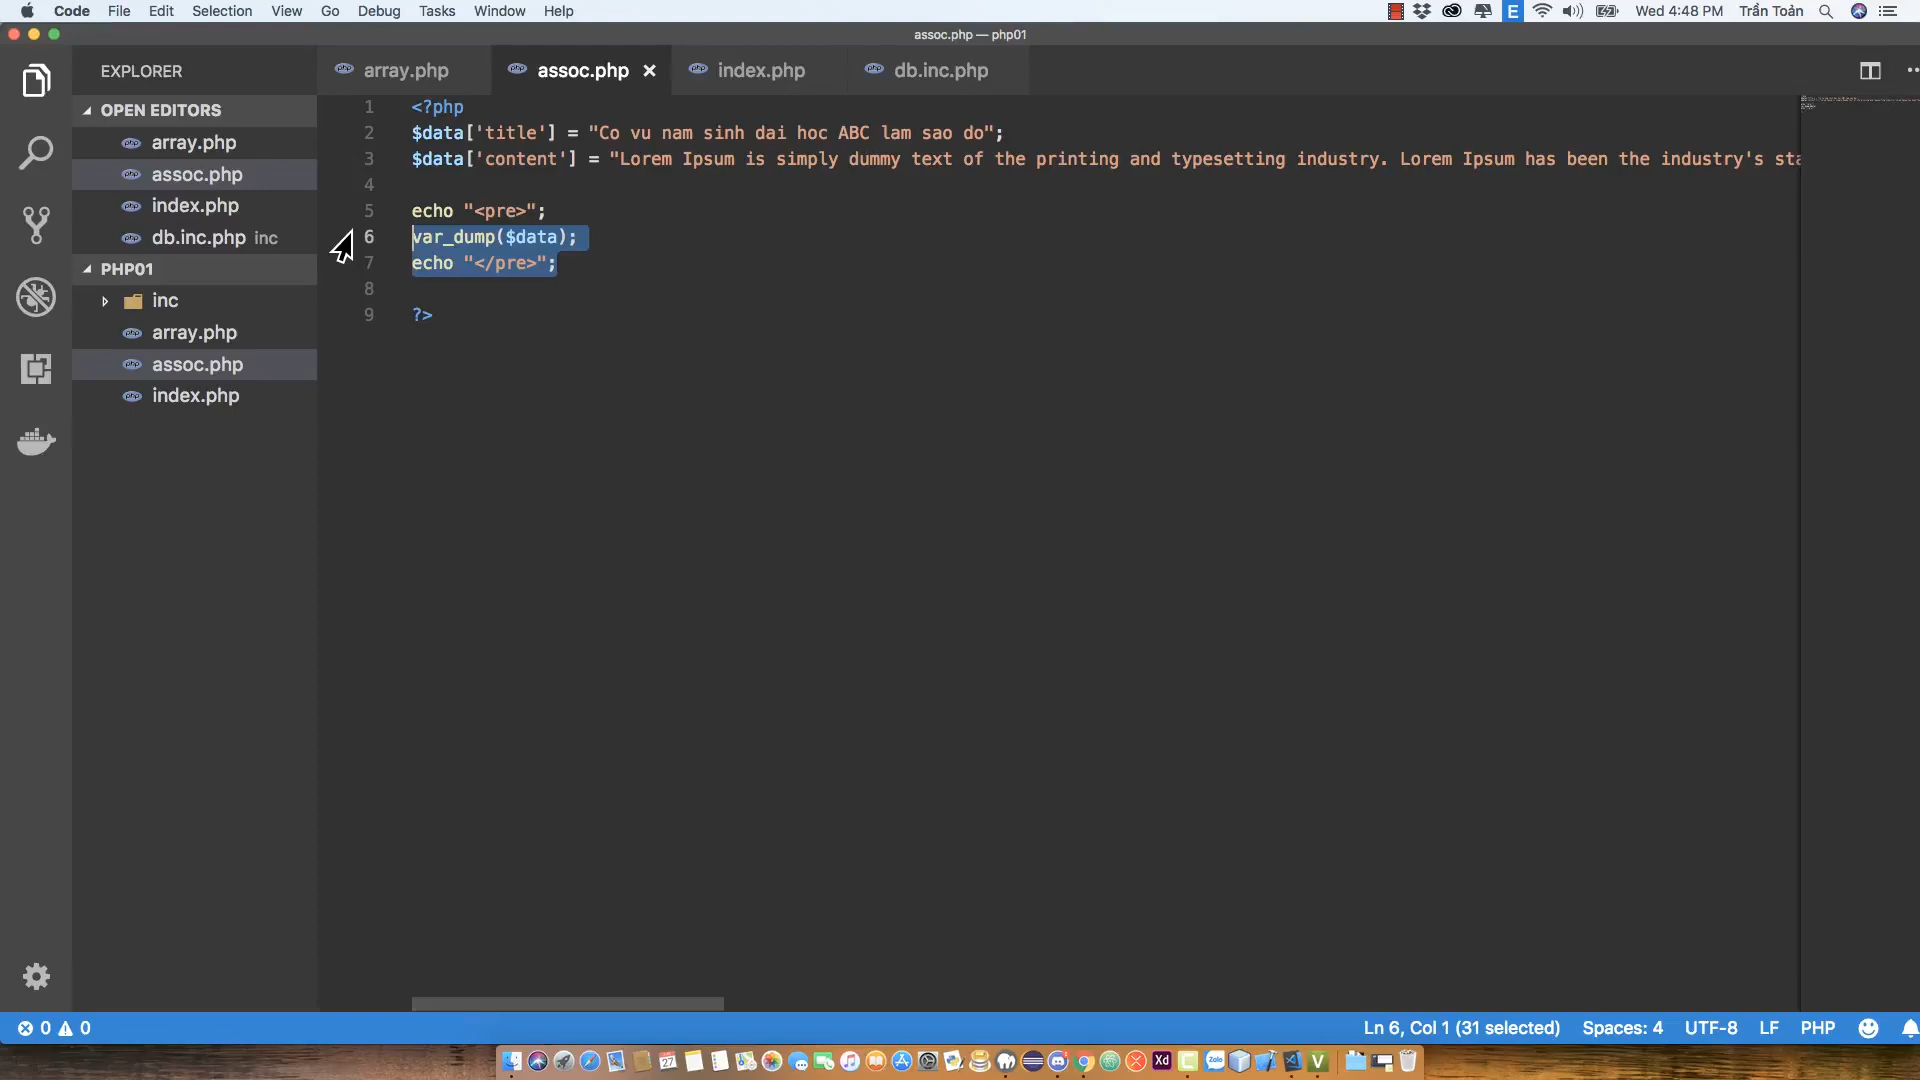 Code File Edit Selection View Go Debug Tasks Window Help
E Wed 4:48 PM Trần Toản
assoc.php — php01
EXPLORER
OPEN EDITORS
array.php
assoc.php
index.php
db.inc.php inc
PHP01
inc
array.php
assoc.php
index.php
array.php assoc.php index.php db.inc.php
1 <?php
2 $data['title'] = "Co vu nam sinh dai hoc ABC lam sao do";
3 $data['content'] = "Lorem Ipsum is simply dummy text of the printing and typesetting industry. Lorem Ipsum has been the industry's sta
4
5 echo "<pre>";
6 var_dump($data);
7 echo "</pre>";
8
9 ?>
0 0 Ln 6, Col 1 (31 selected) Spaces: 4 UTF-8 LF PHP